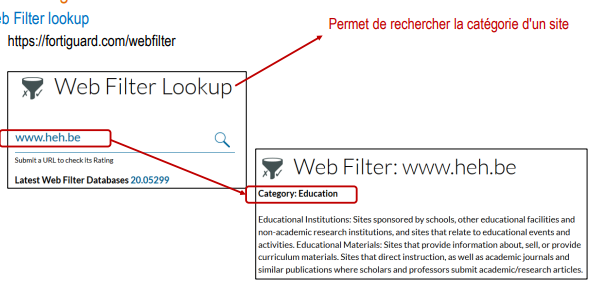 b Filter lookup
https://fortiguard.com/webfilter
Permet de rechercher la catégorie d'un site
Web Filter Lookup
www.heh.be
Submit a URL to check its Rating
Latest Web Filter Databases 20.05299
Web Filter: www.heh.be
Category: Education
Educational Institutions: Sites sponsored by schools, other educational facilities and
non-academic research institutions, and sites that relate to educational events and
activities. Educational Materials: Sites that provide information about, sell, or provide
curriculum materials. Sites that direct instruction, as well as academic journals and
similar publications where scholars and professors submit academic/research articles.